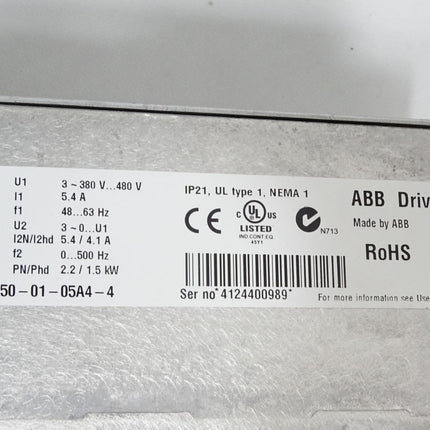 U1 3 ~ 380 V...480 V
I1 5.4 A
f1 48...63 Hz
U2 3 ~ 0...U1
I2N/I2hd 5.4 / 4.1 A
f2 0...500 Hz
PN/Phd 2.2 / 1.5 kW
50-01-05A4-4
IP21, UL type 1, NEMA 1
CE
C UL US
LISTED
IND.CONT.EQ.
45Y1
N713
Ser no *4124400989*
ABB Driv
Made by ABB
RoHS
For more information see Use